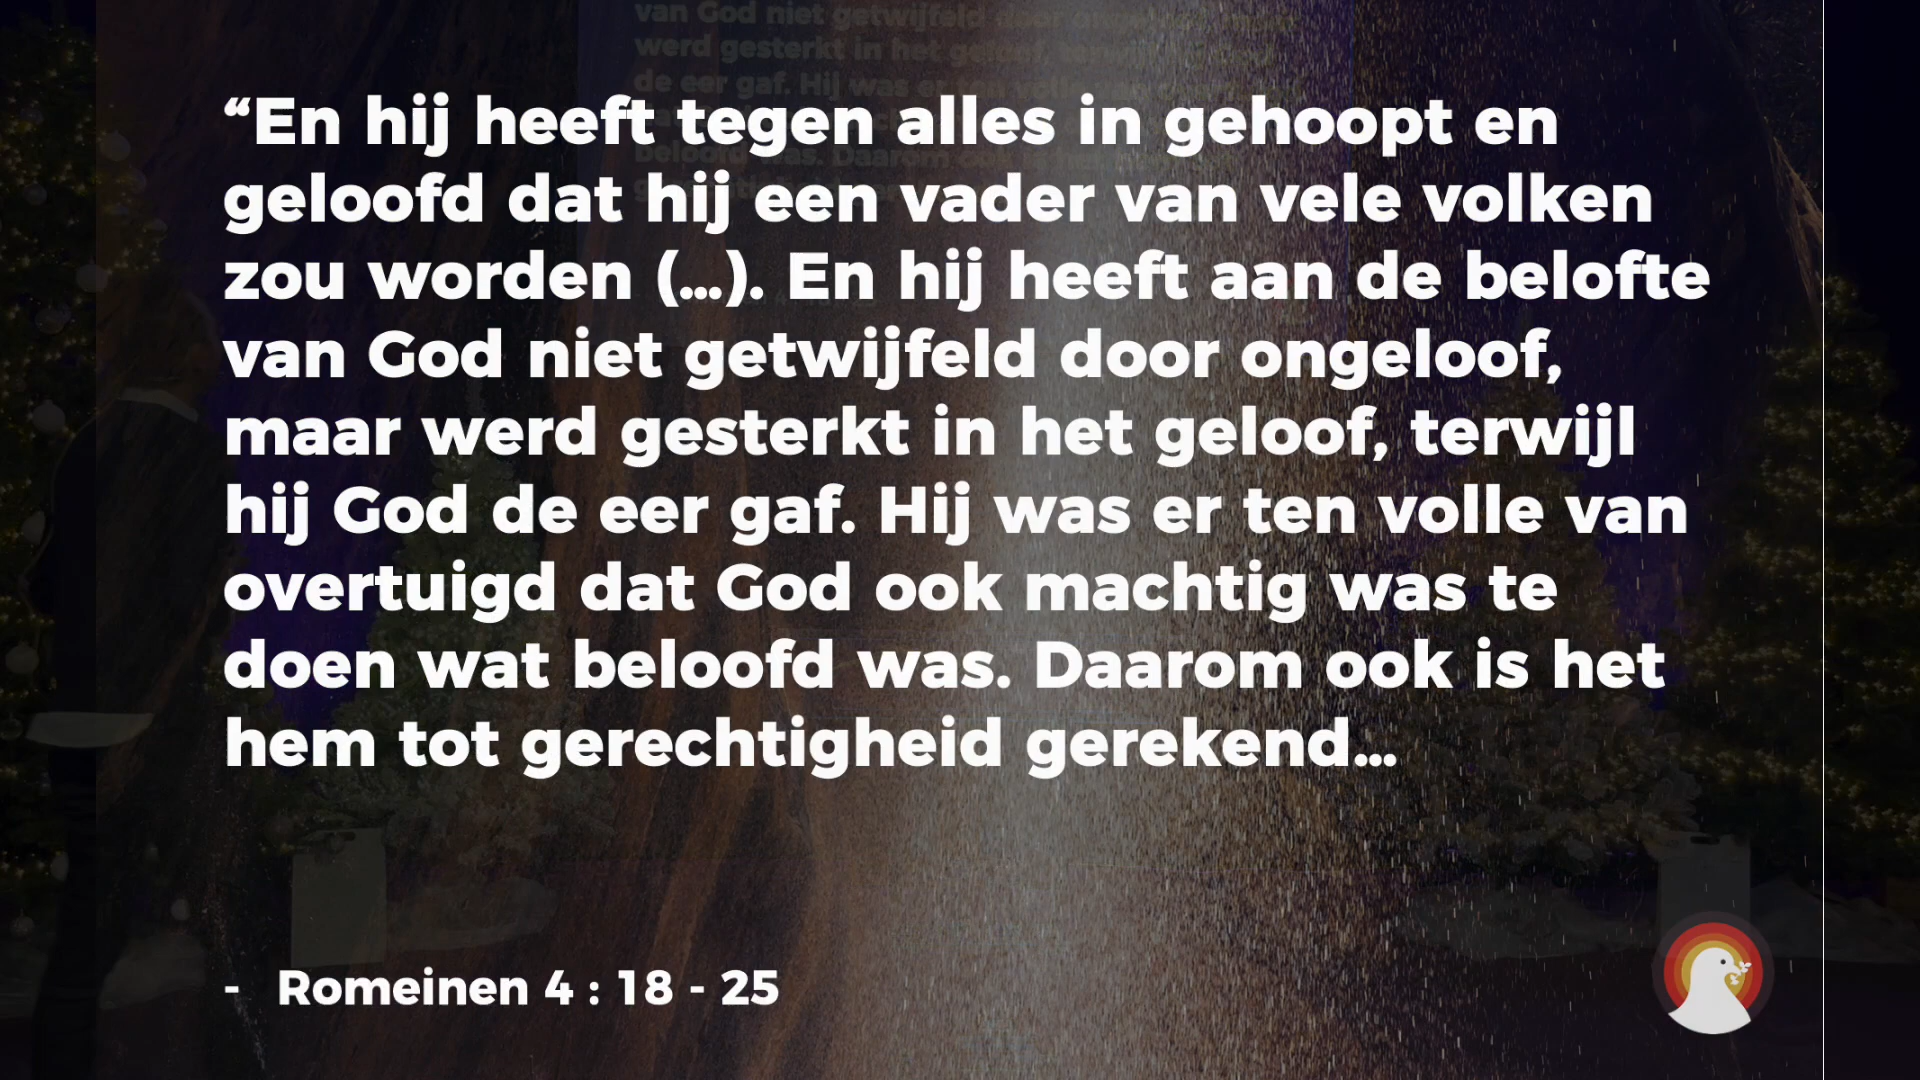 “En hij heeft tegen alles in gehoopt en
geloofd dat hij een vader van vele volken
zou worden (...). En hij heeft aan de belofte
van God niet getwijfeld door ongeloof,
maar werd gesterkt in het geloof, terwijl
hij God de eer gaf. Hij was er ten volle van
overtuigd dat God ook machtig was te
doen wat beloofd was. Daarom ook is het
hem tot gerechtigheid gerekend...
- Romeinen 4 : 18 - 25